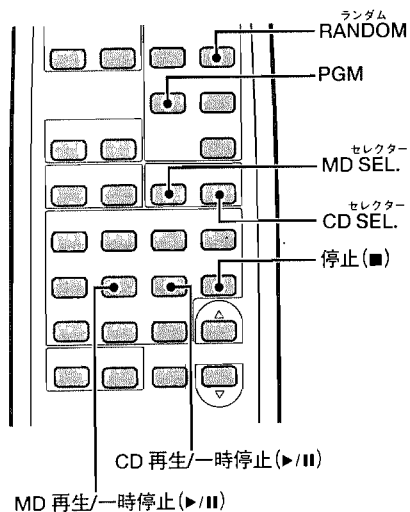 ランダム
RANDOM
PGM
セレクター
MD SEL.
セレクター
CD SEL.
停止(■)
CD 再生/一時停止(▶/II)
MD 再生/一時停止(▶/II)